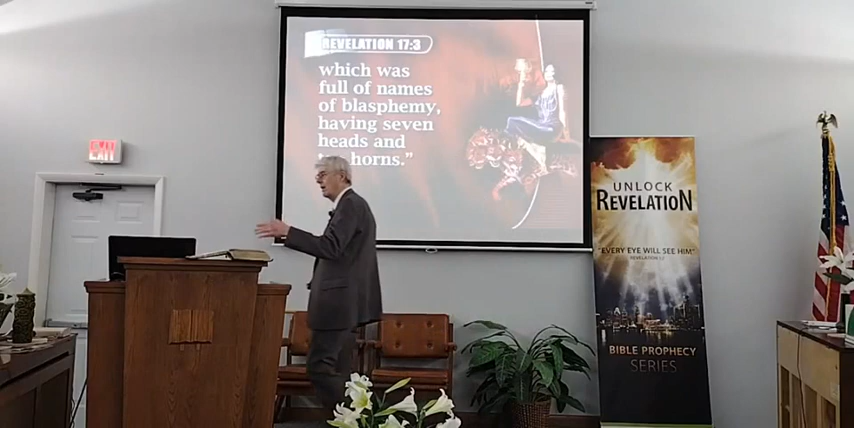 EXIT
REVELATION 17:3
which was
full of names
of blasphemy,
having seven
heads and
horns.”
UNLOCK
REVELATION
"EVERY EYE WILL SEE HIM"
REVELATION 1:7
BIBLE PROPHECY
SERIES